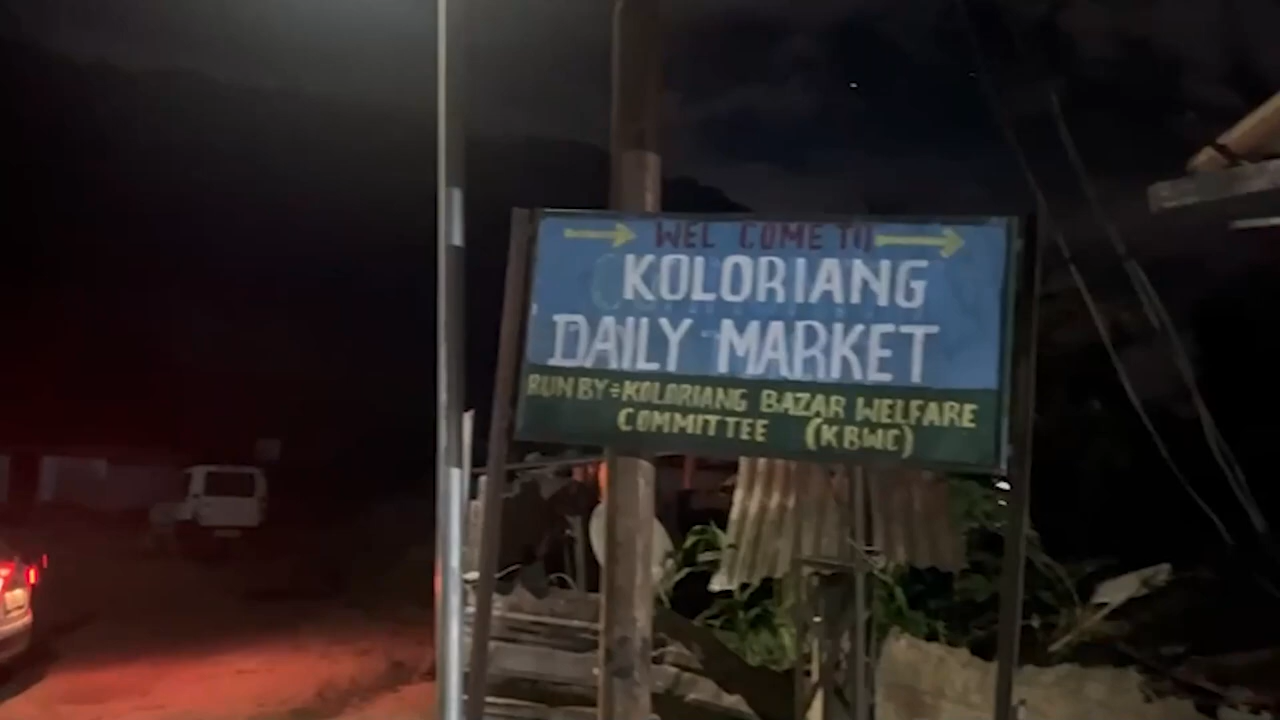 WEL COME TO
KOLORIANG
DAILY MARKET
RUN BY:-KOLORIANG BAZAR WELFARE
COMMITTEE (KBWC)